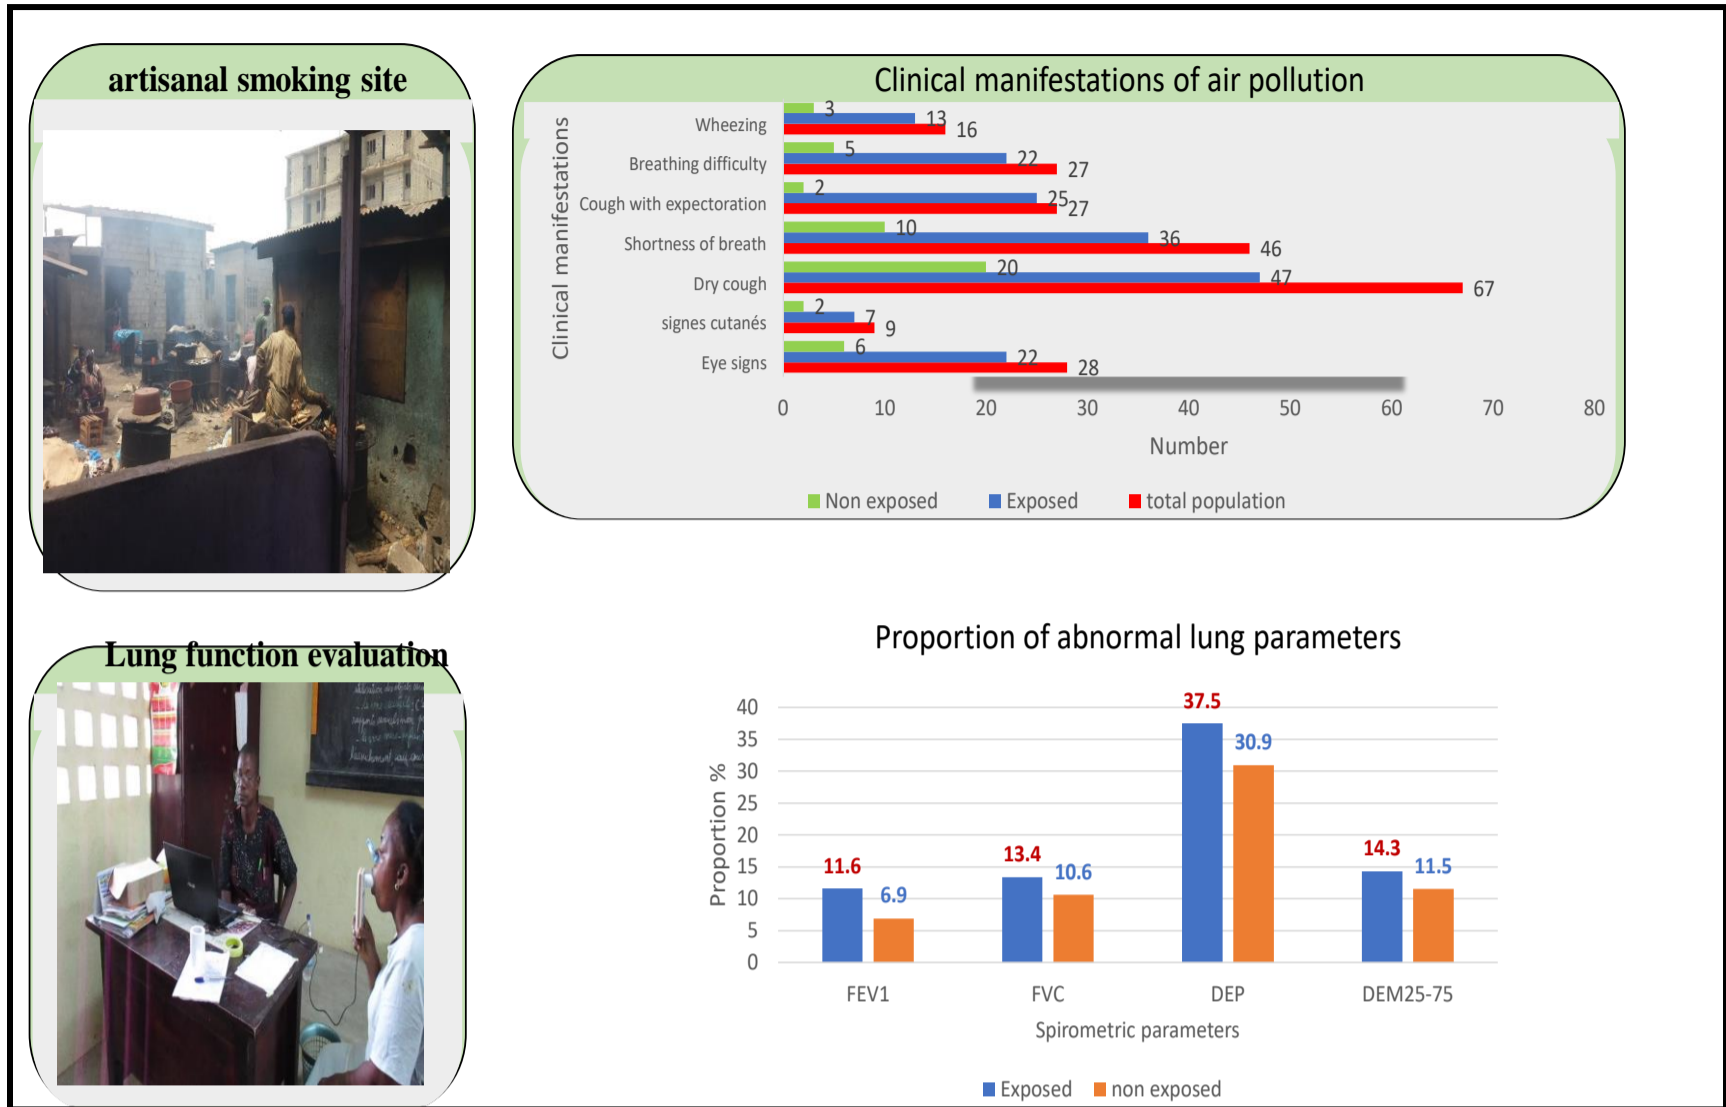 artisanal smoking site
Clinical manifestations of air pollution
Clinical manifestations
Wheezing
3
13
16
Breathing difficulty
5
22
27
Cough with expectoration
2
25
27
Shortness of breath
10
36
46
Dry cough
20
47
67
signes cutanés
2
7
9
Eye signs
6
22
28
0 10 20 30 40 50 60 70 80
Number
Non exposed Exposed total population
Lung function evaluation
Proportion of abnormal lung parameters
Proportion %
40
35
30
25
20
15
10
5
0
11.6 6.9
13.4 10.6
37.5 30.9
14.3 11.5
FEV1 FVC DEP DEM25-75
Spirometric parameters
Exposed non exposed